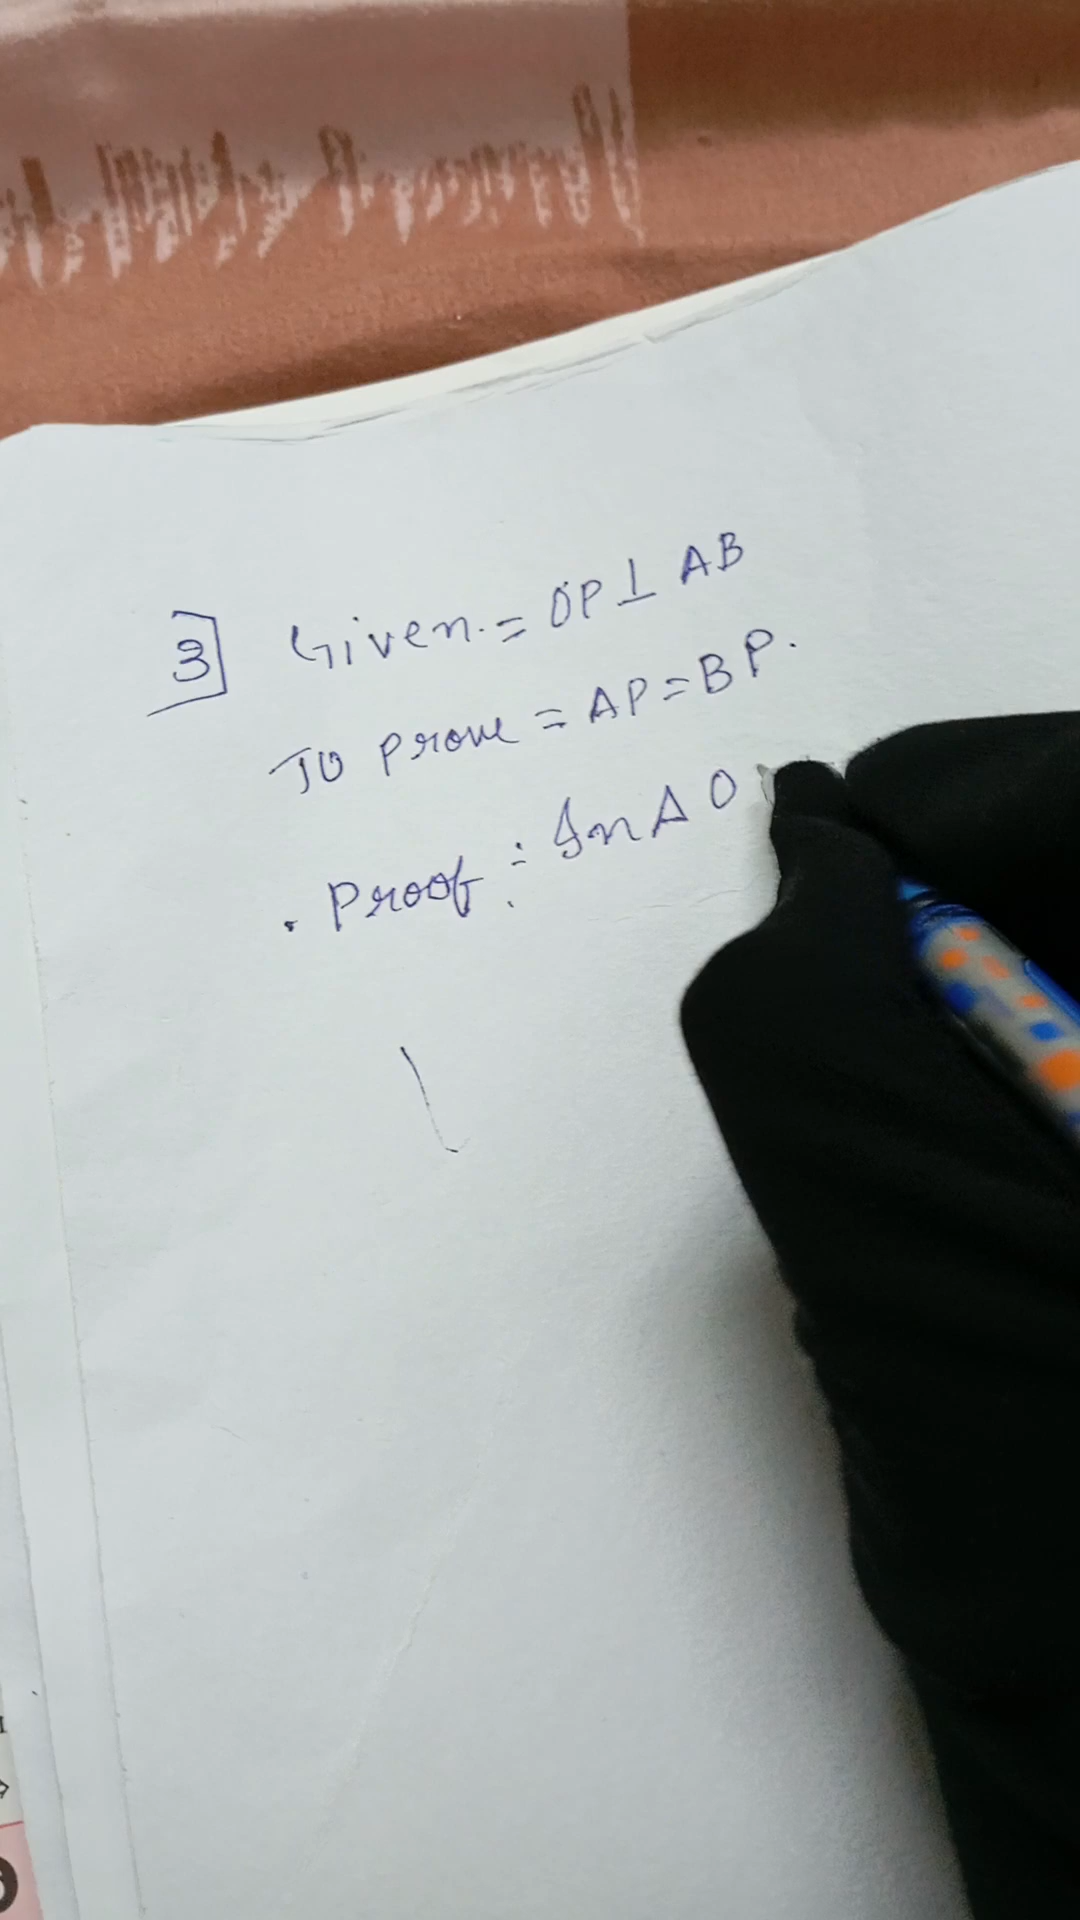 3] Given. = OP ⊥ AB
To prove = AP = BP.
. Proof : In Δ O